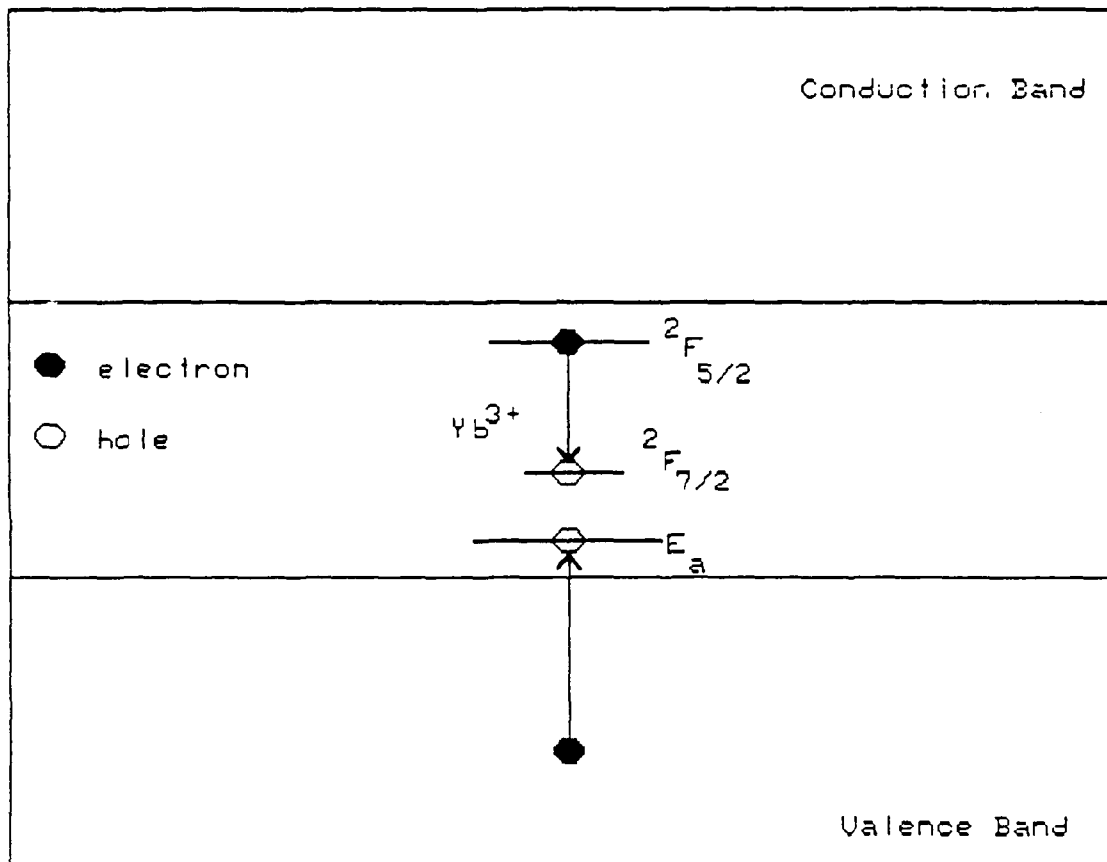 Conduction Band
²F₅/₂
electron
Yb³⁺
hole
²F₇/₂
Eₐ
Valence Band